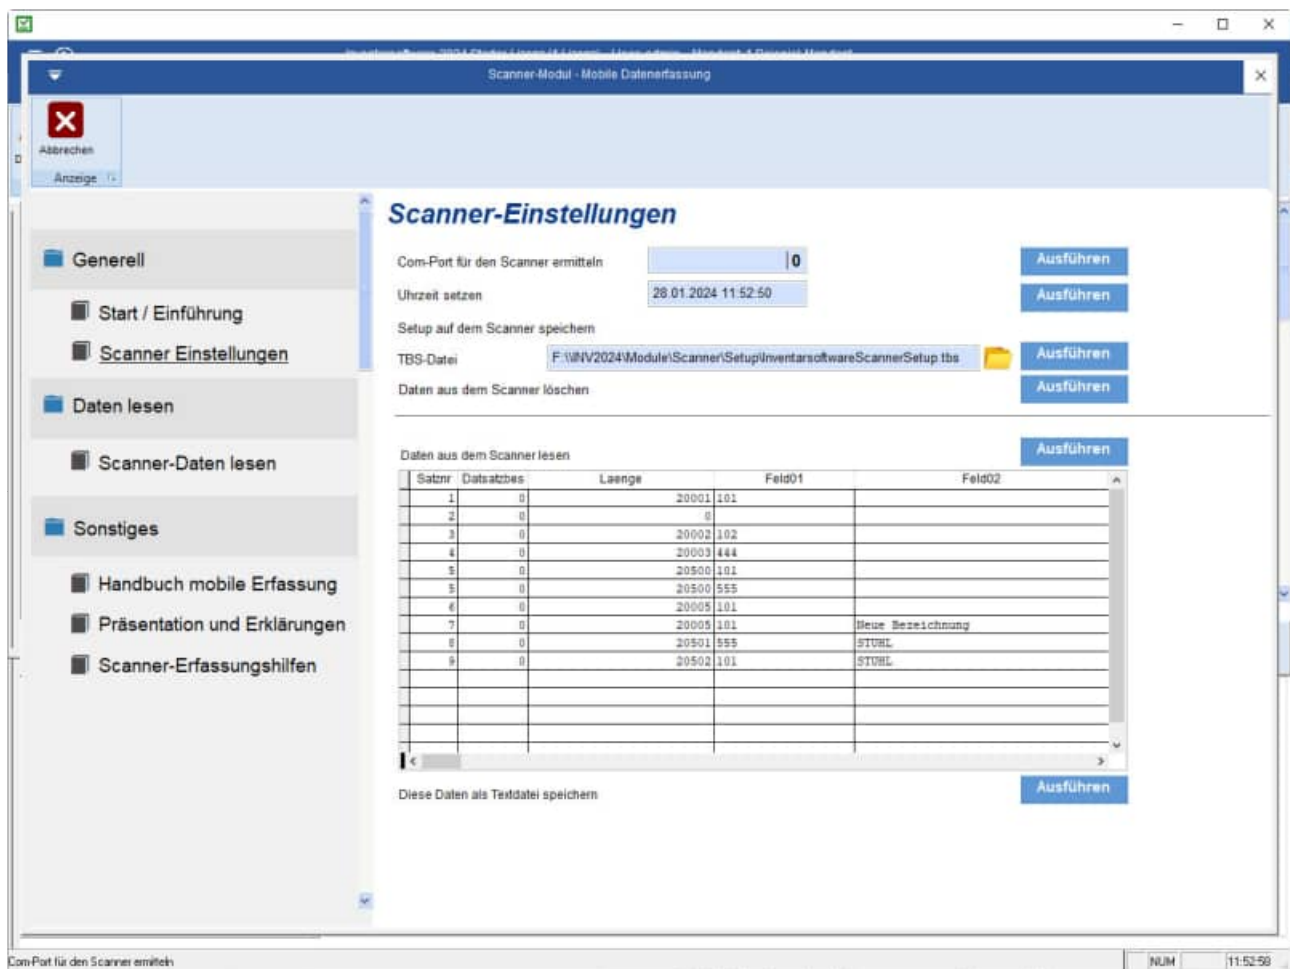 Scanner-Modul - Mobile Datenerfassung
Abbrechen
Anzeige
Generell
Start / Einführung
Scanner Einstellungen
Daten lesen
Scanner-Daten lesen
Sonstiges
Handbuch mobile Erfassung
Präsentation und Erklärungen
Scanner-Erfassungshilfen
Scanner-Einstellungen
Com-Port für den Scanner ermitteln 0 Ausführen
Uhrzeit setzen 28.01.2024 11:52:50 Ausführen
Setup auf dem Scanner speichern
TBS-Datei F:\INV2024\Module\Scanner\Setup\InventarsoftwareScannerSetup.tbs Ausführen
Daten aus dem Scanner löschen Ausführen
Daten aus dem Scanner lesen Ausführen
Satznr Datsatzbes Laenge Feld01 Feld02
1 0 20001 101
2 0 0
3 0 20002 102
4 0 20003 444
5 0 20500 101
5 0 20500 555
6 0 20005 101
7 0 20005 101 Neue Bezeichnung
8 0 20501 555 STUHL
9 0 20502 101 STUHL
Diese Daten als Textdatei speichern Ausführen
Com-Port für den Scanner ermitteln NUM 11:52:58